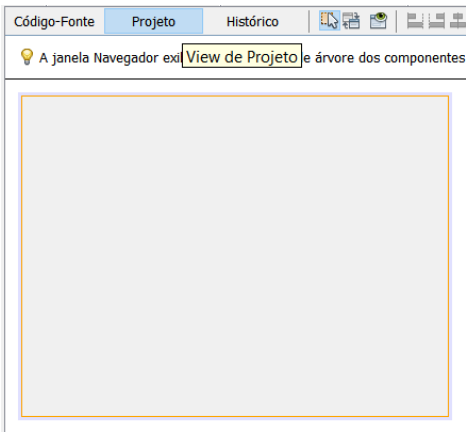 Código-Fonte Projeto Histórico
A janela Navegador exi View de Projeto e árvore dos componentes